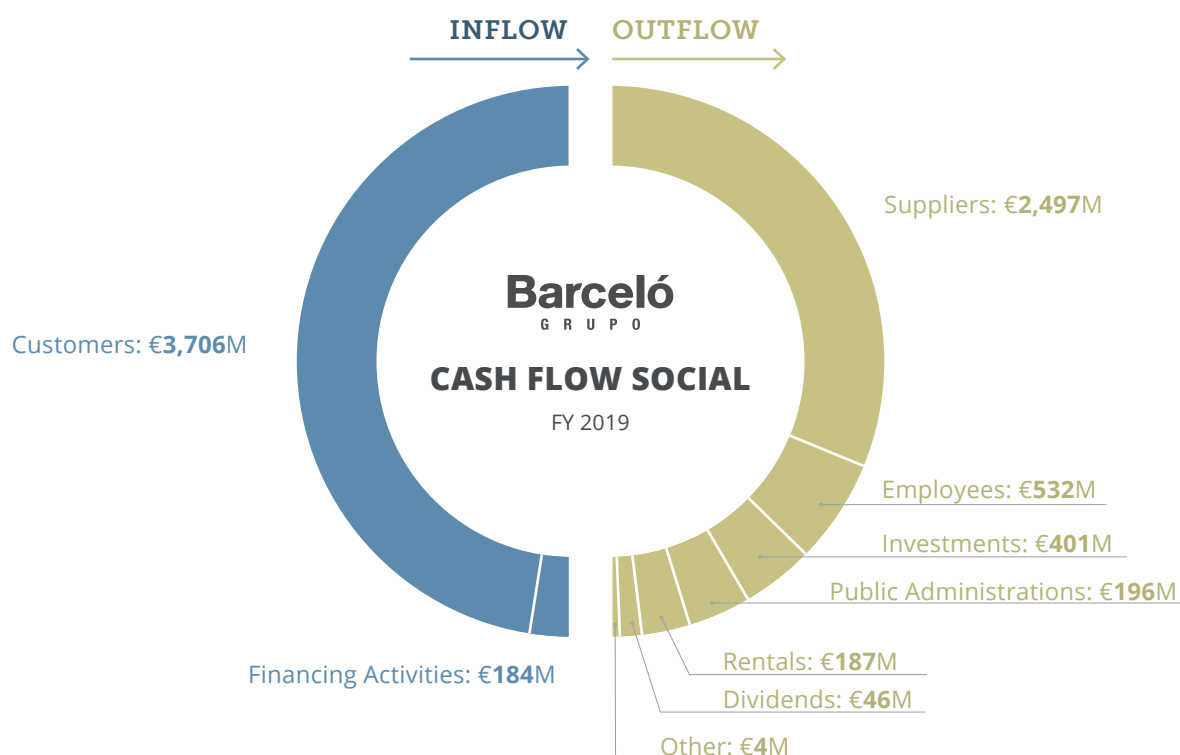 INFLOW
OUTFLOW
Suppliers: €2,497M
Barceló
GRUPO
Customers: €3,706M
CASH FLOW SOCIAL
FY 2019
Employees: €532M
Investments: €401M
Public Administrations: €196M
Rentals: €187M
Financing Activities: €184M
Dividends: €46M
Other: €4M